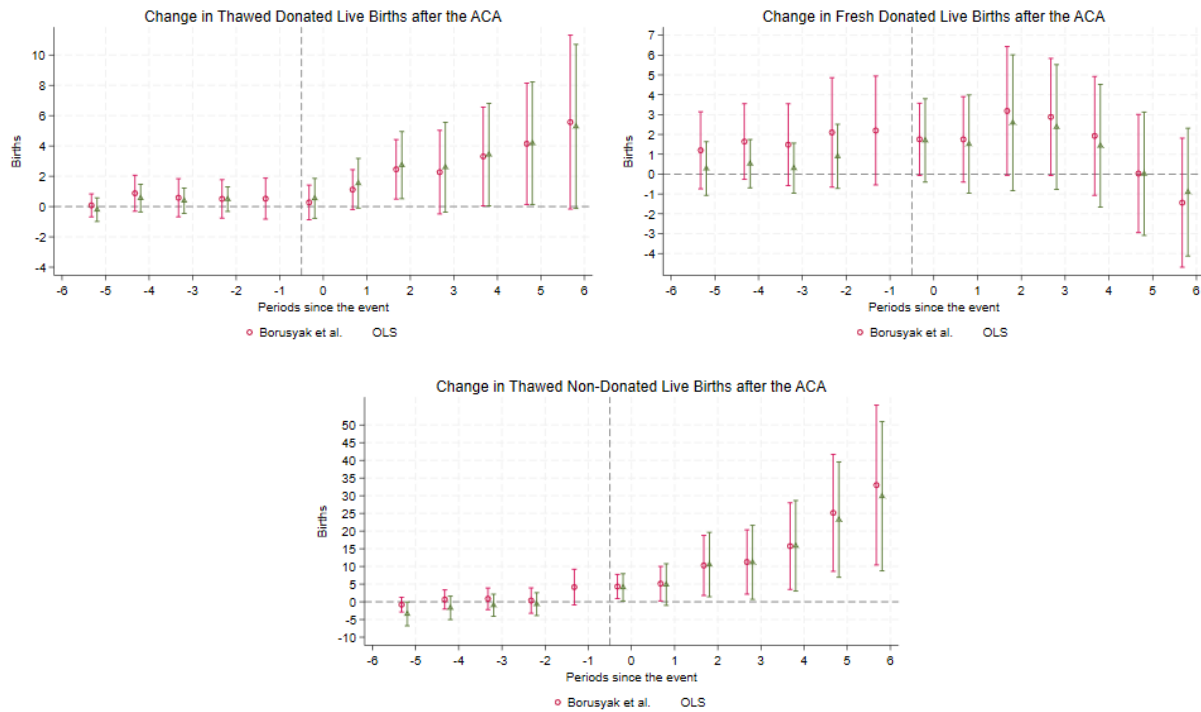 Change in Thawed Donated Live Births after the ACA
Births
10
8
6
4
2
0
-2
-4
-6 -5 -4 -3 -2 -1 0 1 2 3 4 5 6
Periods since the event
Borusyak et al. OLS
Change in Fresh Donated Live Births after the ACA
Births
7
6
5
4
3
2
1
0
-1
-2
-3
-4
-6 -5 -4 -3 -2 -1 0 1 2 3 4 5 6
Periods since the event
Borusyak et al. OLS
Change in Thawed Non-Donated Live Births after the ACA
Births
50
45
40
35
30
25
20
15
10
5
0
-5
-10
-6 -5 -4 -3 -2 -1 0 1 2 3 4 5 6
Periods since the event
Borusyak et al. OLS